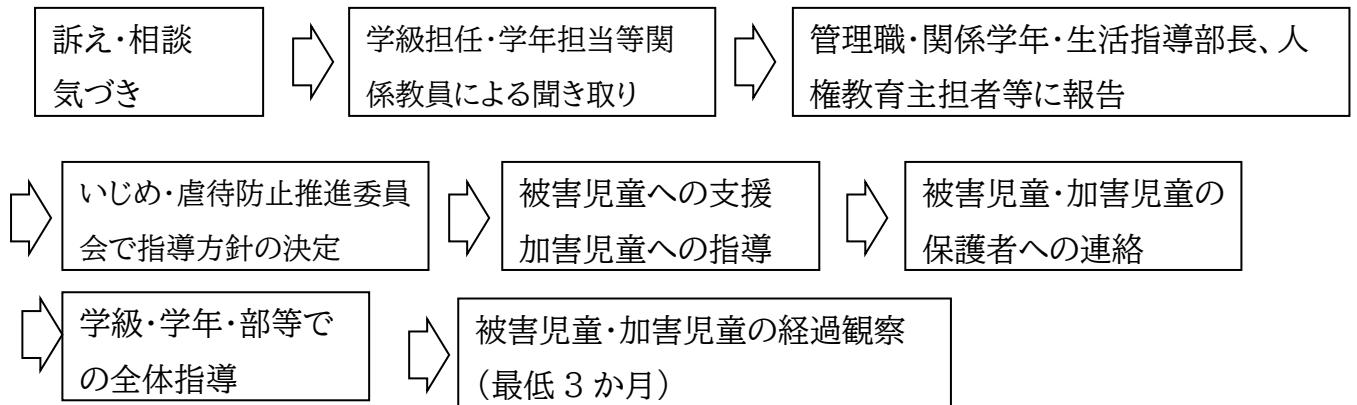 訴え・相談
気づき
学級担任・学年担当等関
係教員による聞き取り
管理職・関係学年・生活指導部長、人
権教育主担者等に報告
いじめ・虐待防止推進委員
会で指導方針の決定
被害児童への支援
加害児童への指導
被害児童・加害児童の
保護者への連絡
学級・学年・部等で
の全体指導
被害児童・加害児童の経過観察
（最低 3 か月）